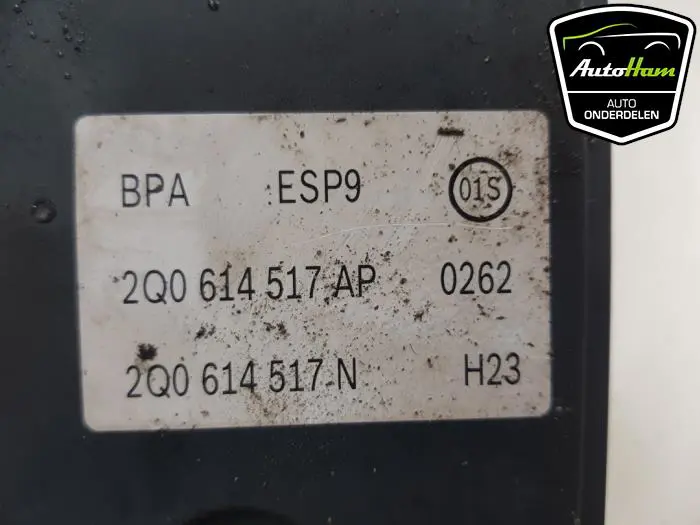 AutoHam
AUTO
ONDERDELEN
BPA ESP9 01S
2Q0 614 517 AP 0262
2Q0 614 517 N H23